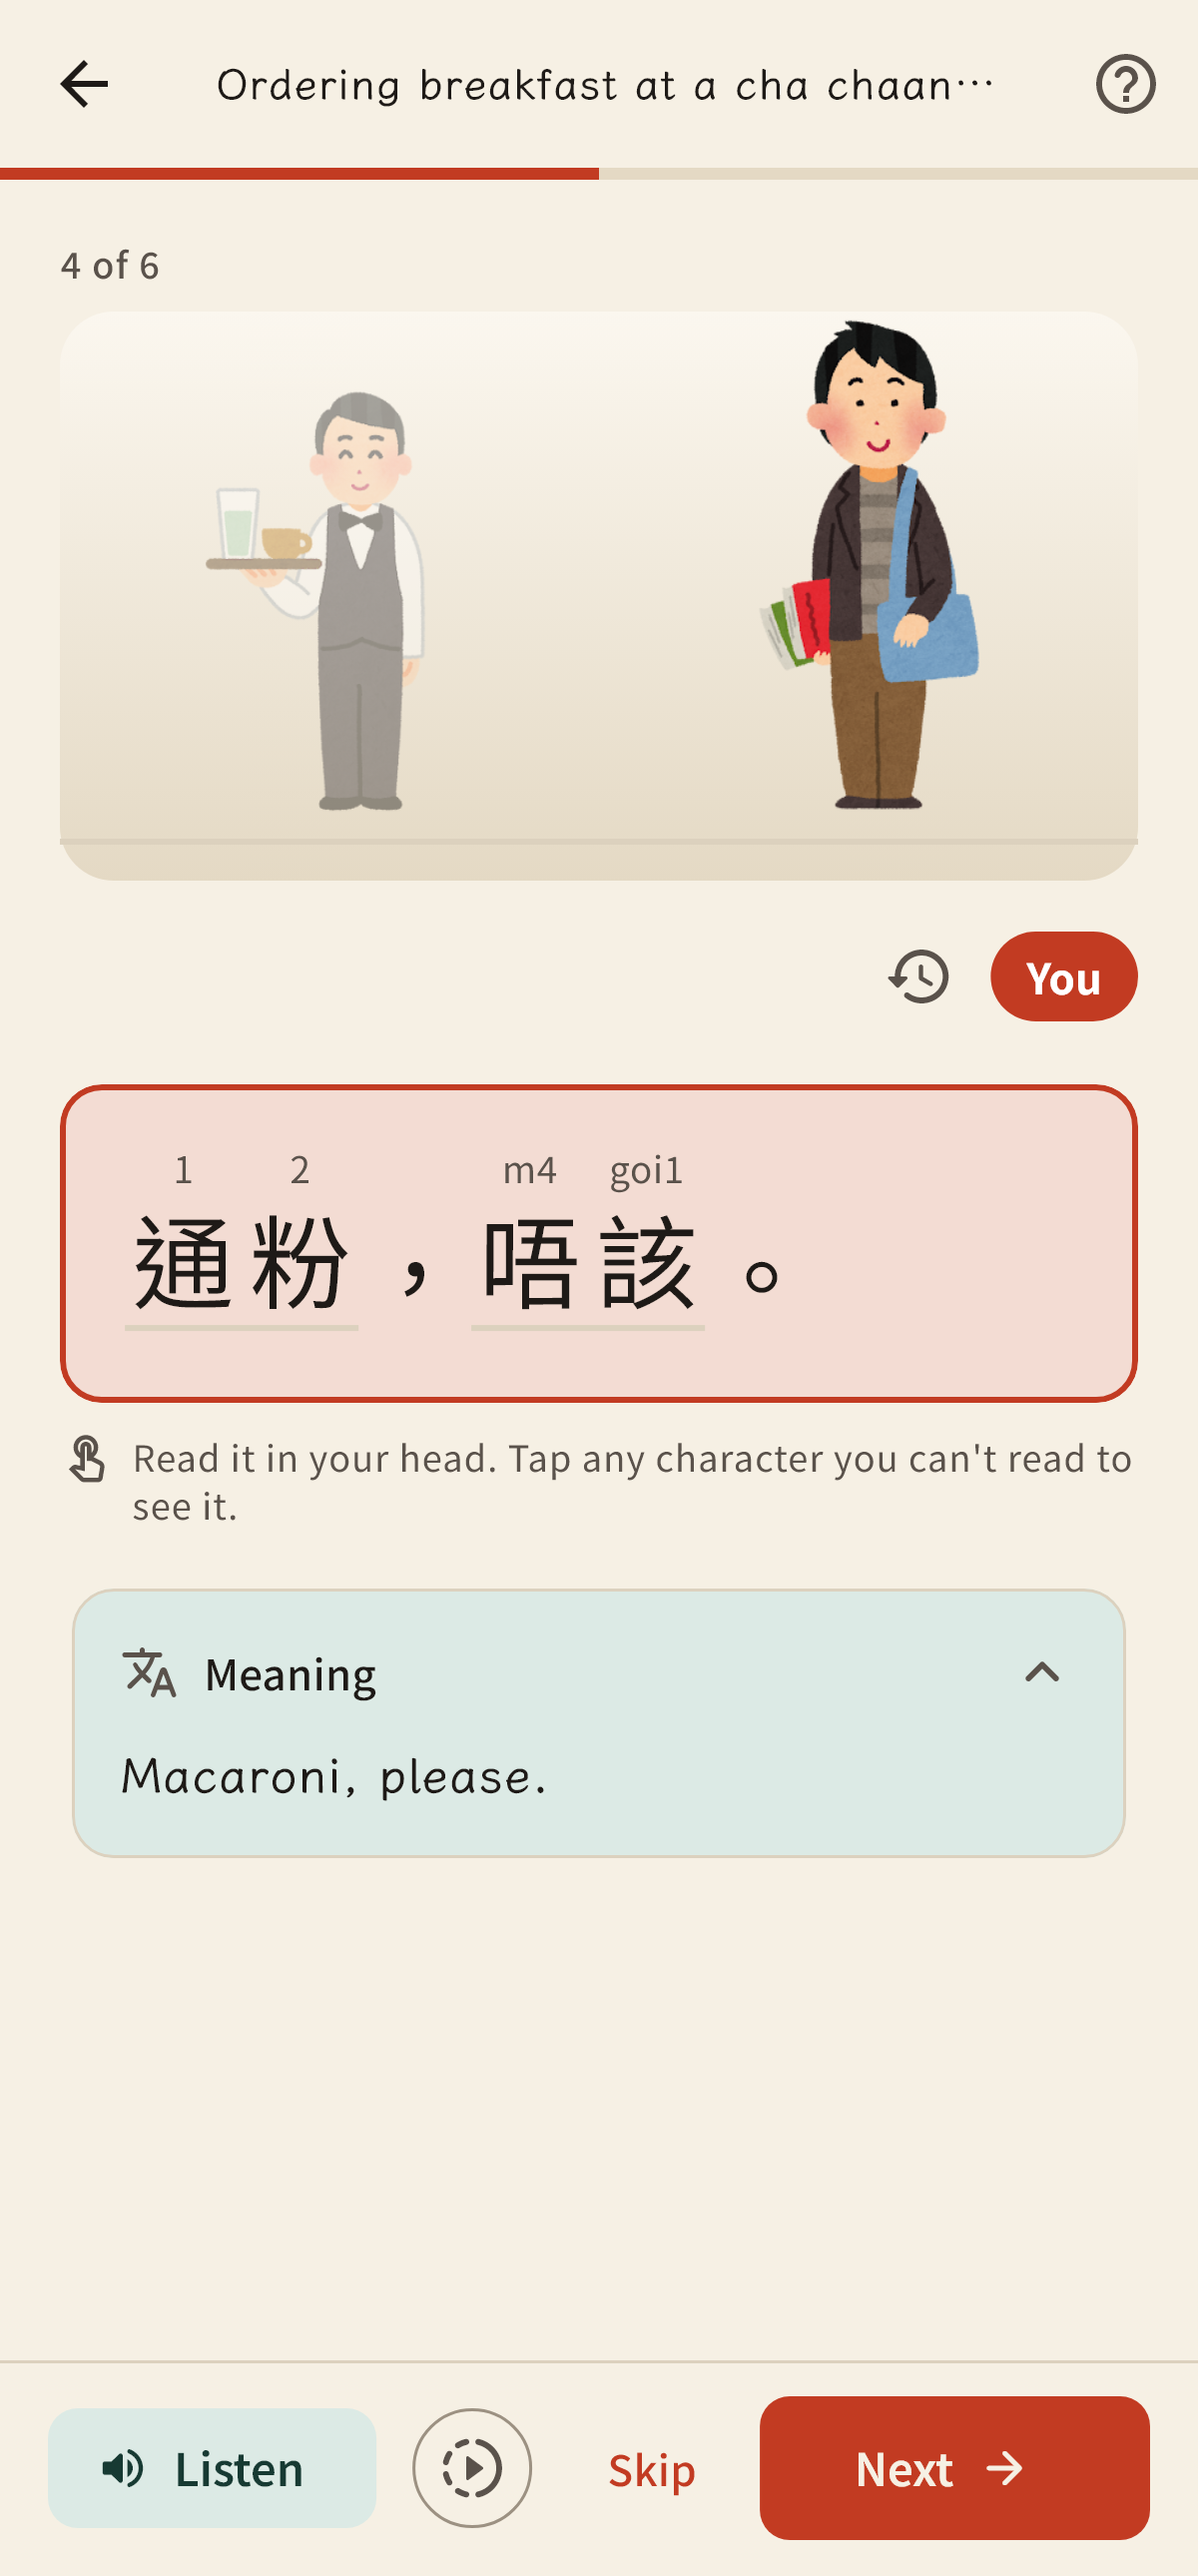 Ordering breakfast at a cha chaan…
4 of 6
You
1 2 m4 goi1
通粉，唔該。
Read it in your head. Tap any character you can't read to
see it.
Meaning
Macaroni, please.
Listen
Skip
Next